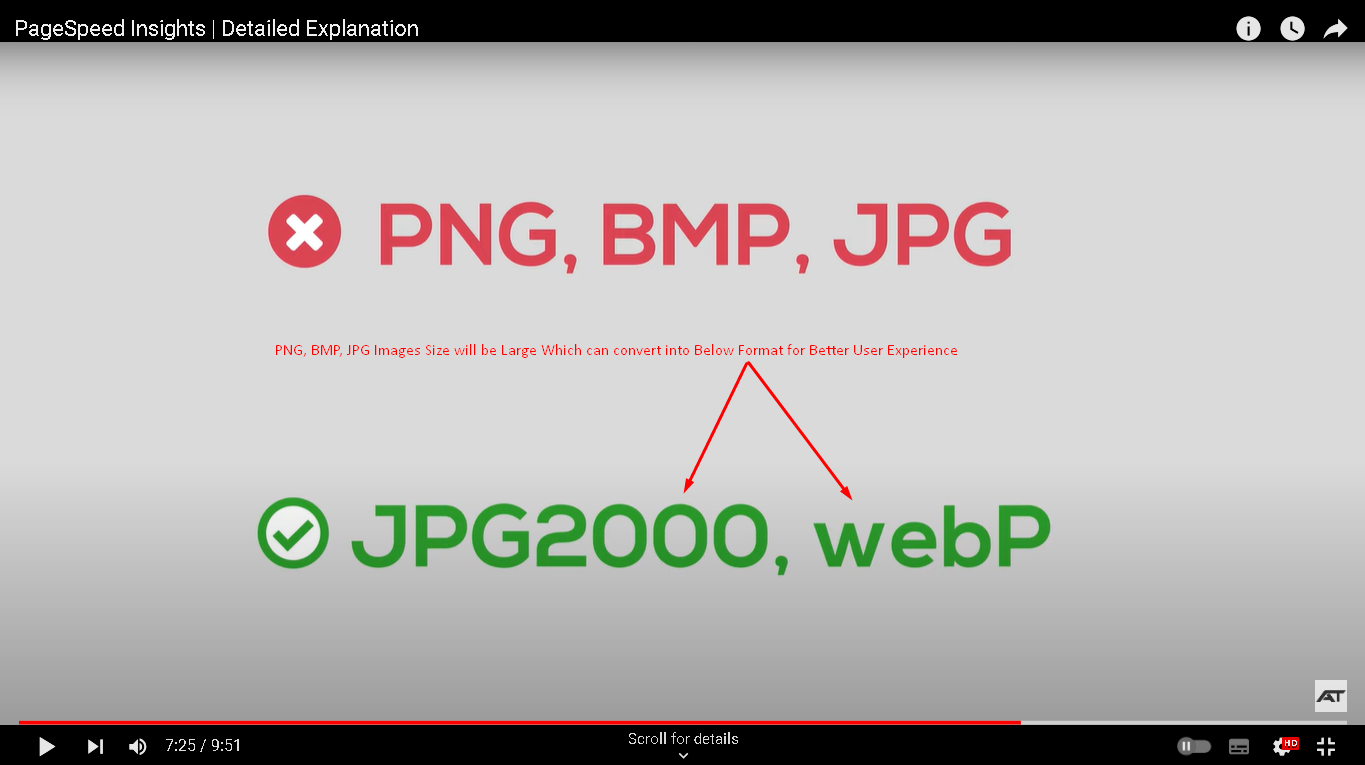 PageSpeed Insights | Detailed Explanation
PNG, BMP, JPG
PNG, BMP, JPG Images Size will be Large Which can convert into Below Format for Better User Experience
JPG2000, webP
AT
7:25 / 9:51
Scroll for details
HD